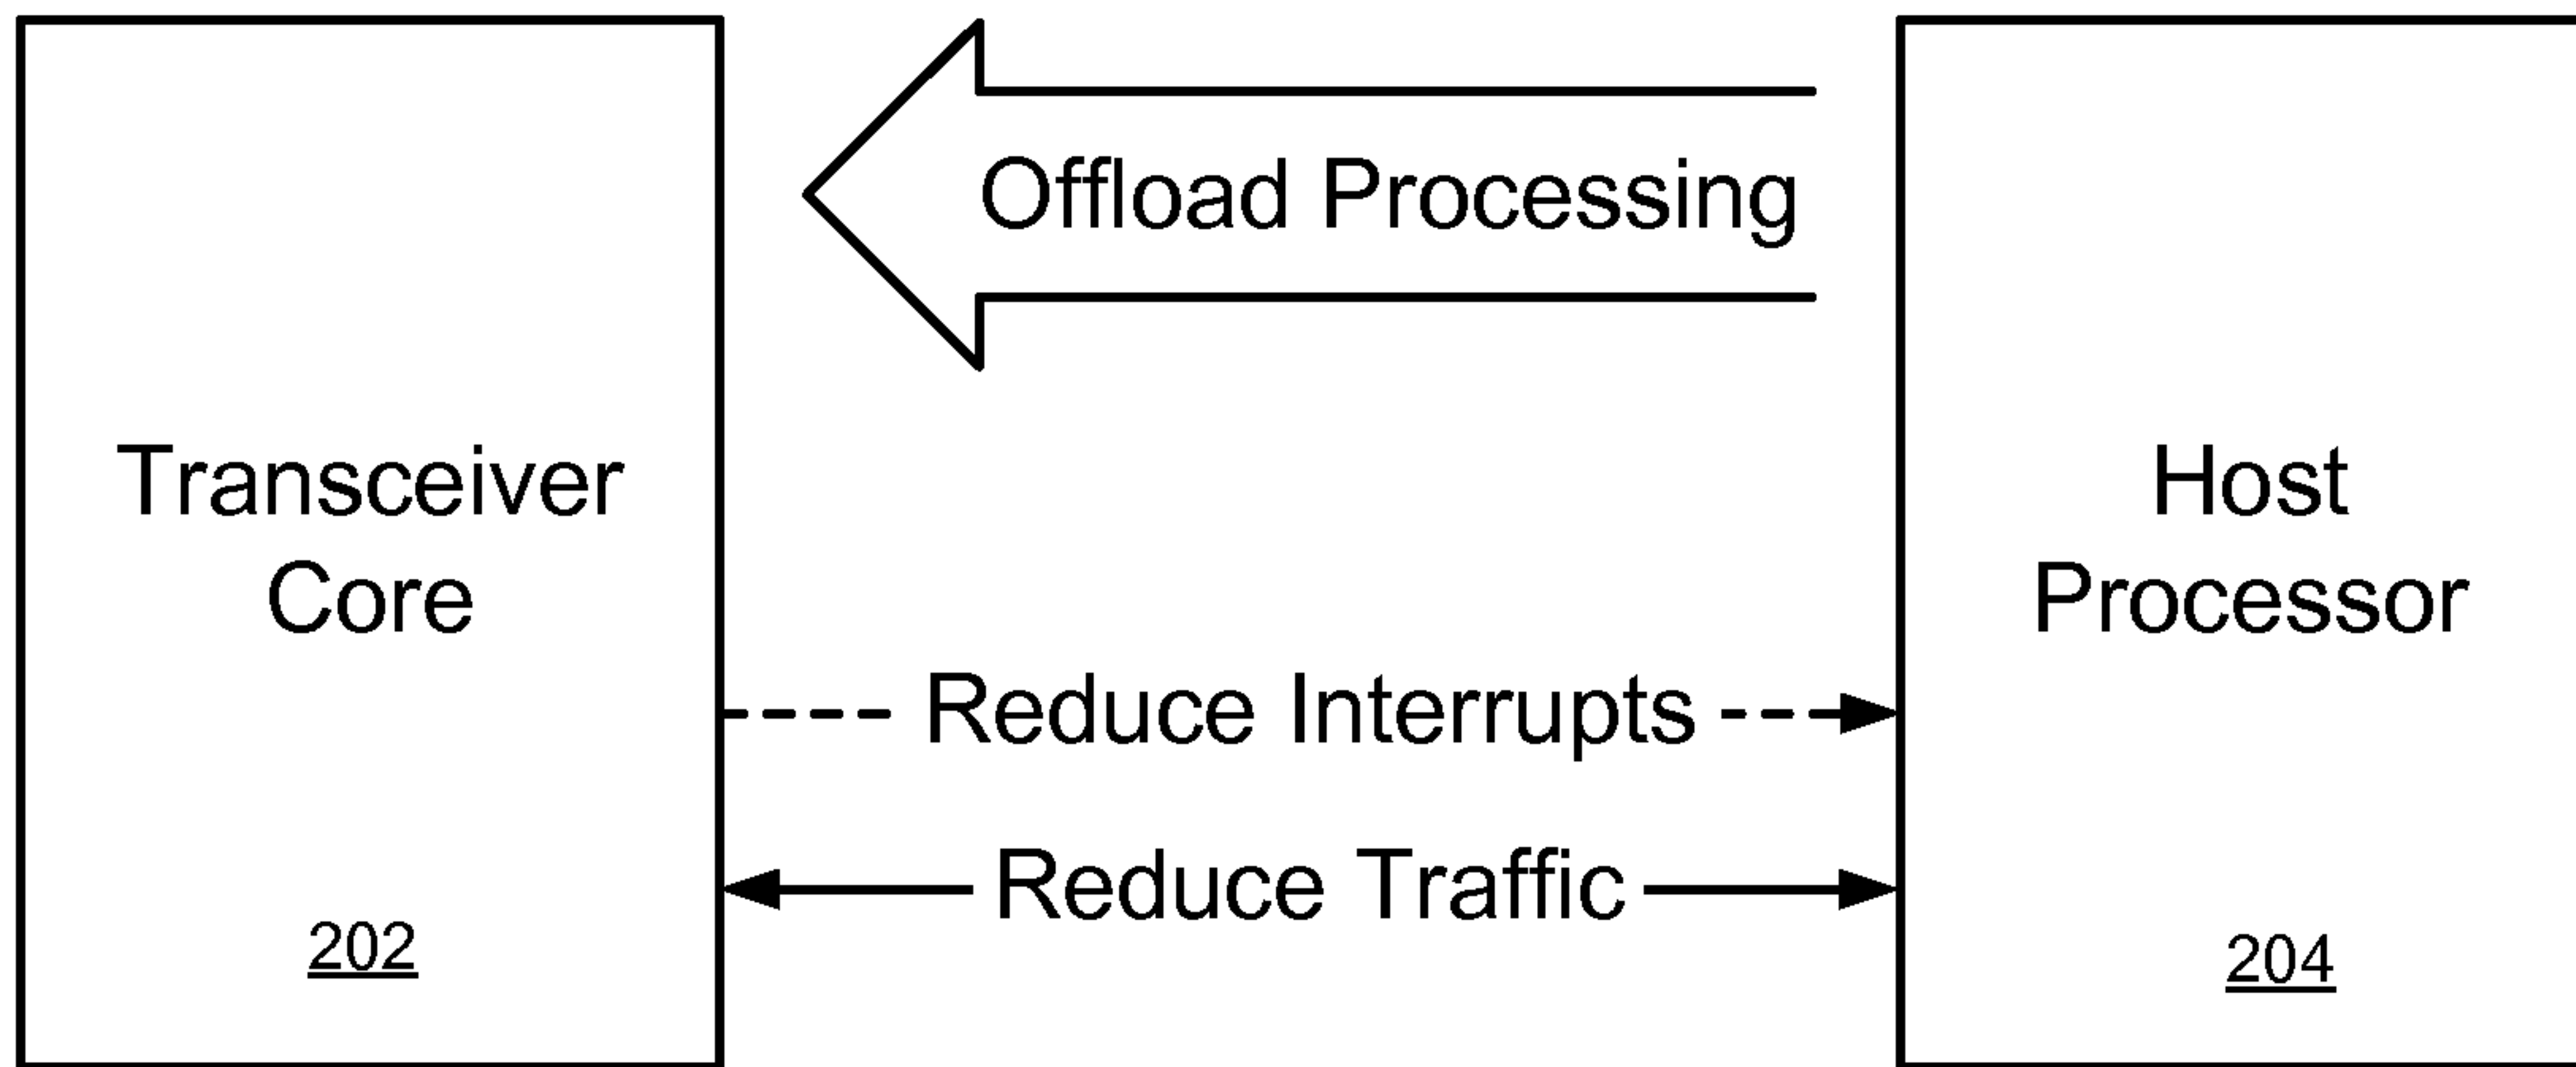 Offload Processing
Transceiver
Core
Host
Processor
Reduce Interrupts
Reduce Traffic
202
204